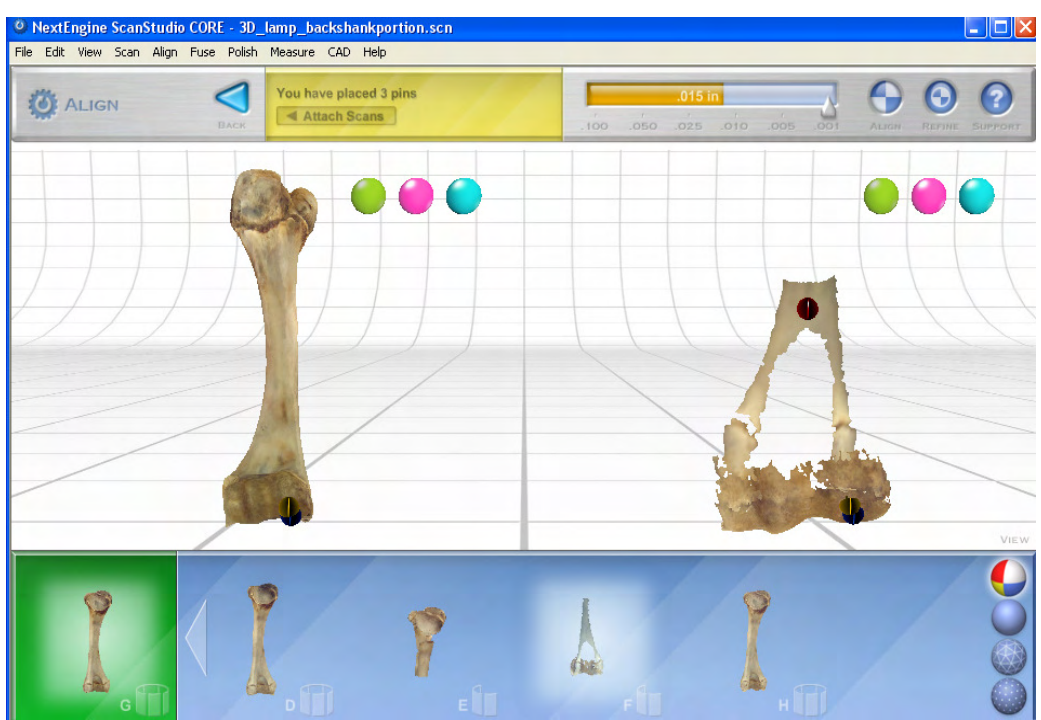 NextEngine ScanStudio CORE - 3D_lamp_backshankportion.scn
File Edit View Scan Align Fuse Polish Measure CAD Help
ALIGN
BACK
You have placed 3 pins
Attach Scans
.015 in
.100 .050 .025 .010 .005 .001
ALIGN REFINE SUPPORT
VIEW
G D E F H